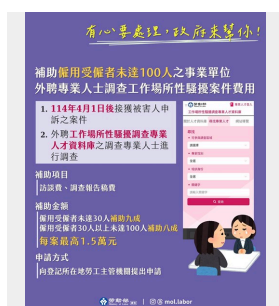 有心要處理，政府來幫你！
補助僱用受僱者未達100人之事業單位
外聘專業人士調查工作場所性騷擾案件費用
1. 114年4月1日後接獲被害人申
訴之案件
2. 外聘工作場所性騷擾調查專業
人才資料庫之調查專業人士進
行調查
補助項目
訪談費、調查報告稿費
補助金額
僱用受僱者未達30人補助九成
僱用受僱者30人以上未達100人補助八成
每案最高1.5萬元
申請方式
向登記所在地勞工主管機關提出申請
勞動部
mol.labor